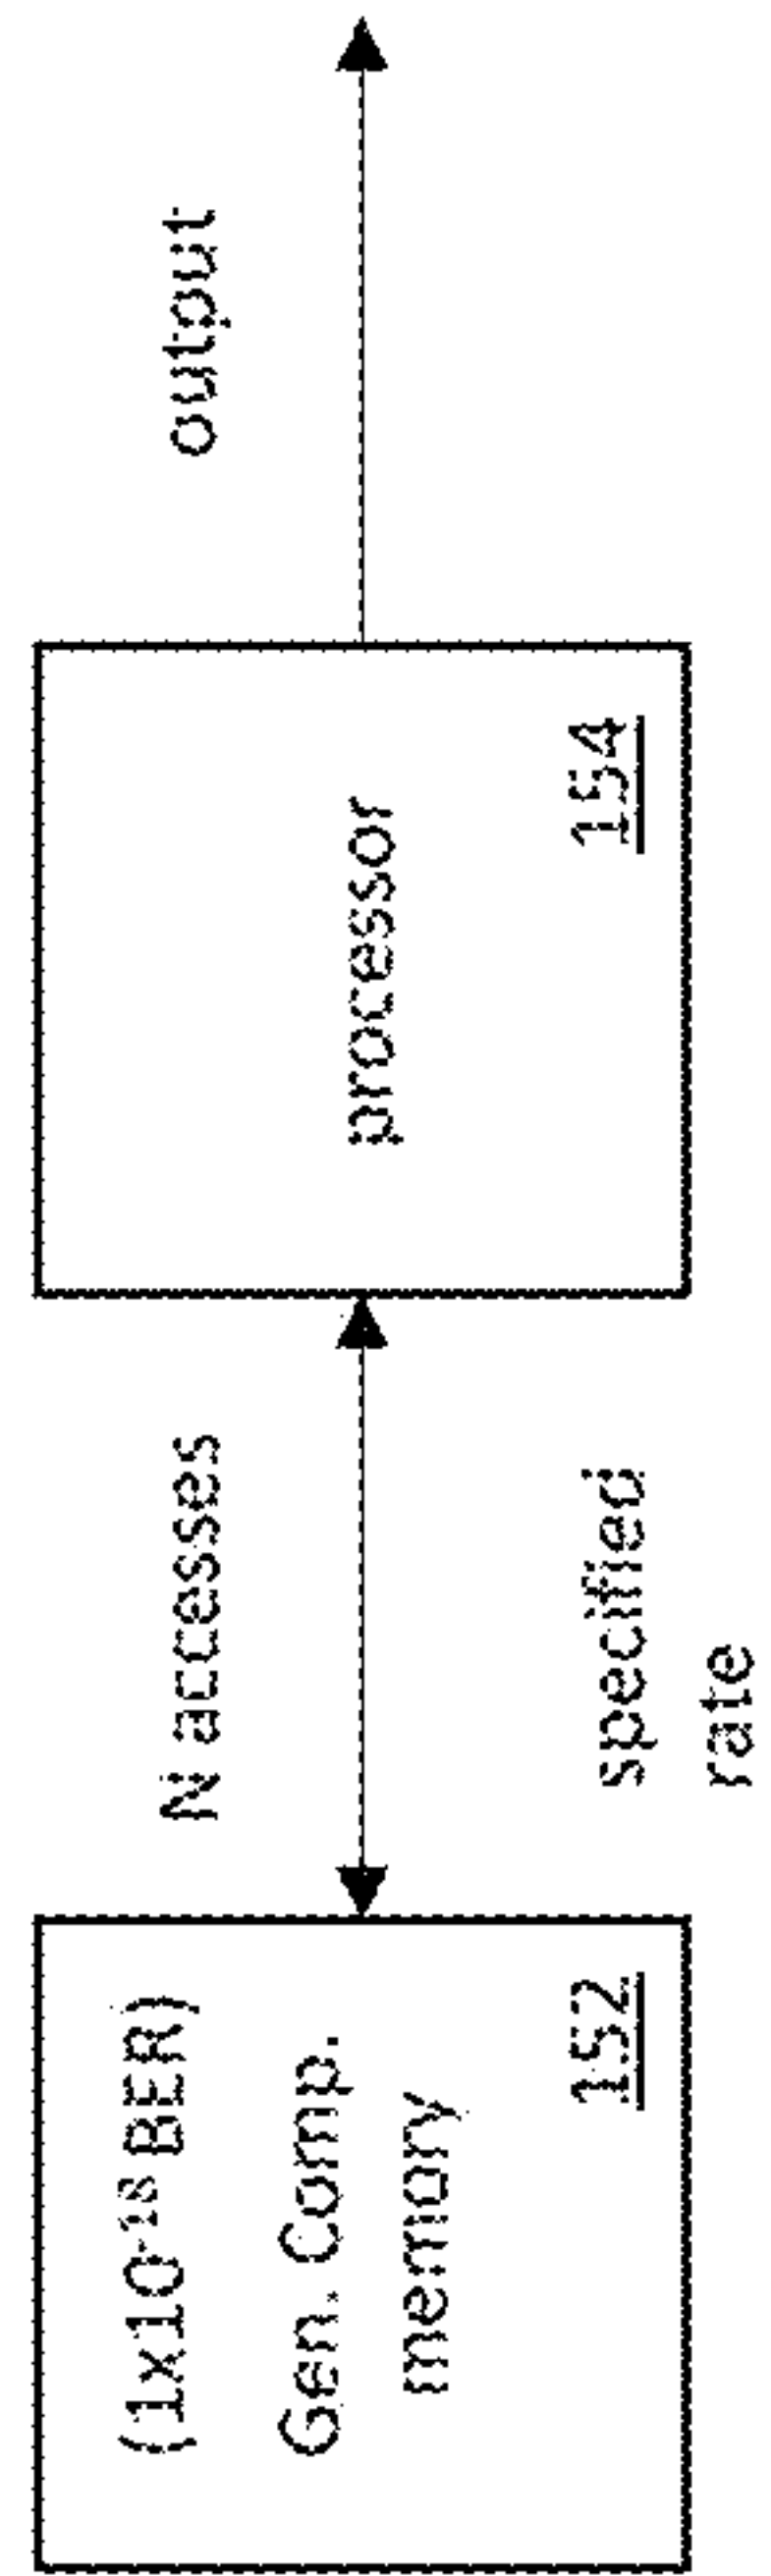 (1x10⁻¹⁸ BER)
Gen. Comp.
memory
152
N accesses
specified
rate
processor
154
output